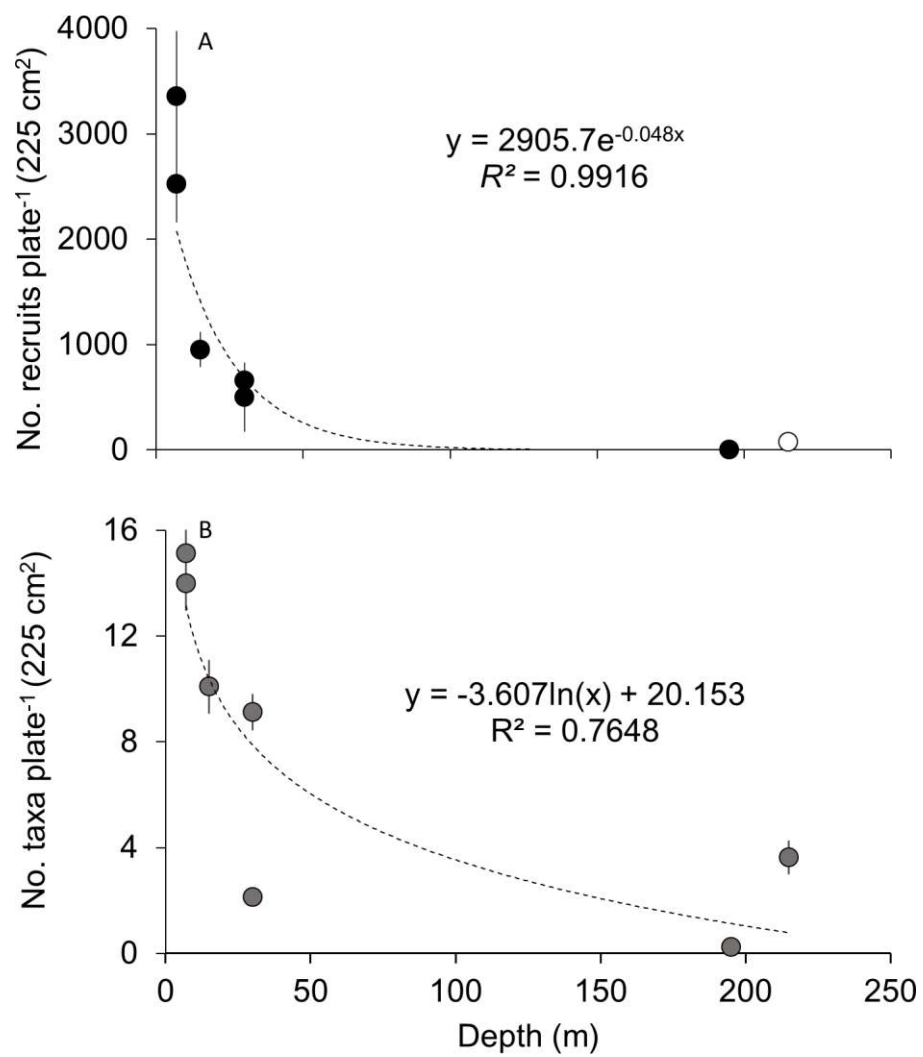 4000
3000
2000
1000
0
No. recruits plate⁻¹ (225 cm²)
A
y = 2905.7e⁻⁰·⁰⁴⁸ˣ
R² = 0.9916
16
12
8
4
0
No. taxa plate⁻¹ (225 cm²)
B
y = -3.607ln(x) + 20.153
R² = 0.7648
0 50 100 150 200 250
Depth (m)